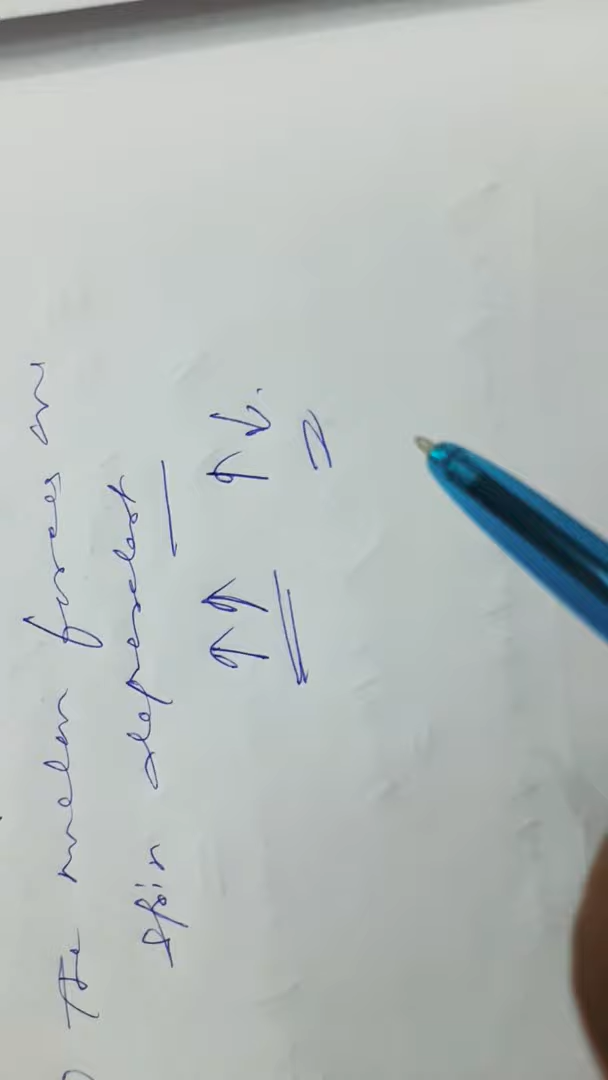 The nuclear forces are
spin dependent
↑↑ ↑↓